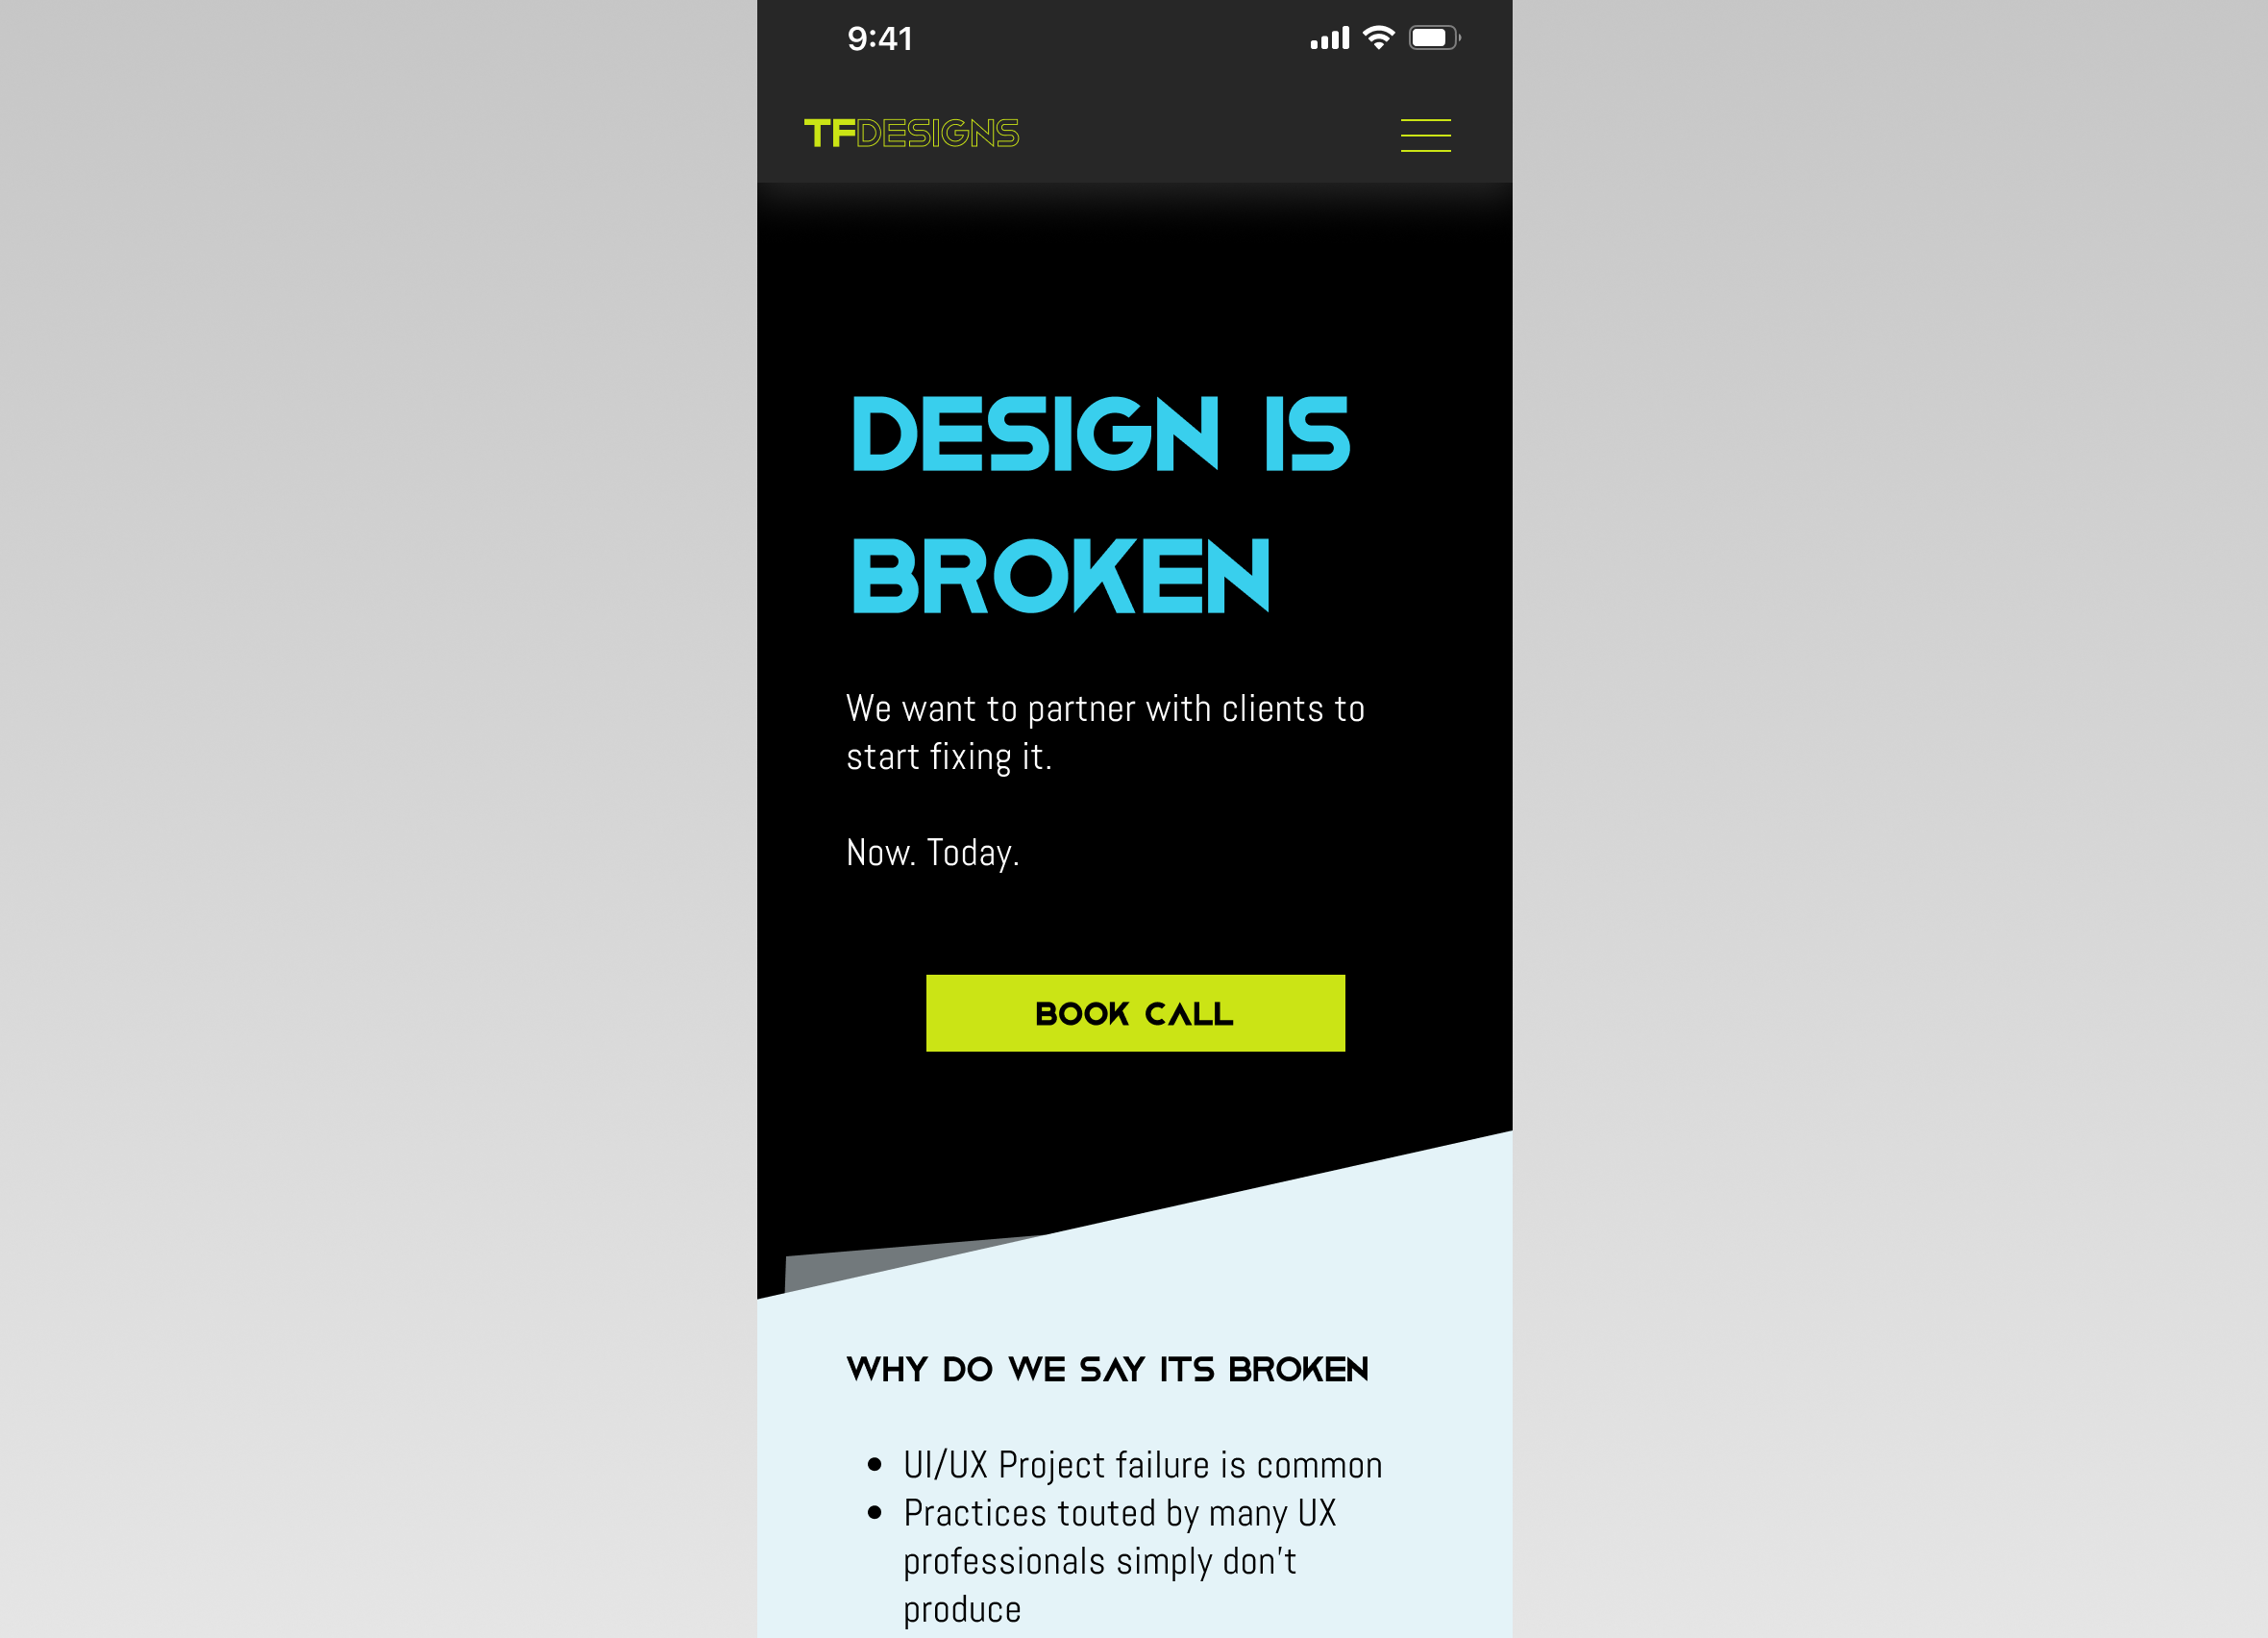 9:41
TFDESIGNS
DESIGN IS
BROKEN
We want to partner with clients to
start fixing it.
Now. Today.
BOOK CALL
WHY DO WE SAY ITS BROKEN
• UI/UX Project failure is common
• Practices touted by many UX
professionals simply don't
produce